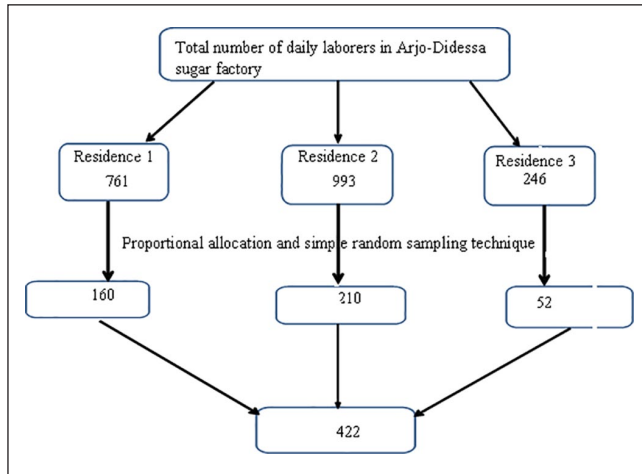 Total number of daily laborers in Arjo-Didessa
sugar factory
Residence 1
761
Residence 2
993
Residence 3
246
Proportional allocation and simple random sampling technique
160
210
52
422